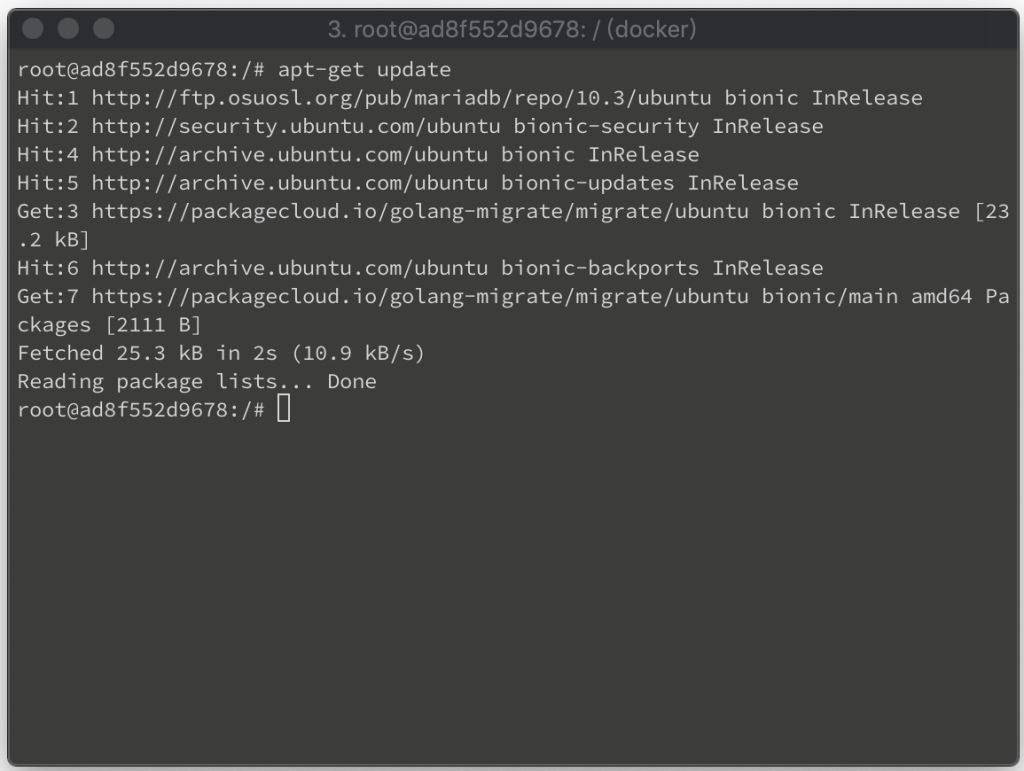 3. root@ad8f552d9678: / (docker)
root@ad8f552d9678:/# apt-get update
Hit:1 http://ftp.osuosl.org/pub/mariadb/repo/10.3/ubuntu bionic InRelease
Hit:2 http://security.ubuntu.com/ubuntu bionic-security InRelease
Hit:4 http://archive.ubuntu.com/ubuntu bionic InRelease
Hit:5 http://archive.ubuntu.com/ubuntu bionic-updates InRelease
Get:3 https://packagecloud.io/golang-migrate/migrate/ubuntu bionic InRelease [23
.2 kB]
Hit:6 http://archive.ubuntu.com/ubuntu bionic-backports InRelease
Get:7 https://packagecloud.io/golang-migrate/migrate/ubuntu bionic/main amd64 Pa
ckages [2111 B]
Fetched 25.3 kB in 2s (10.9 kB/s)
Reading package lists... Done
root@ad8f552d9678:/#